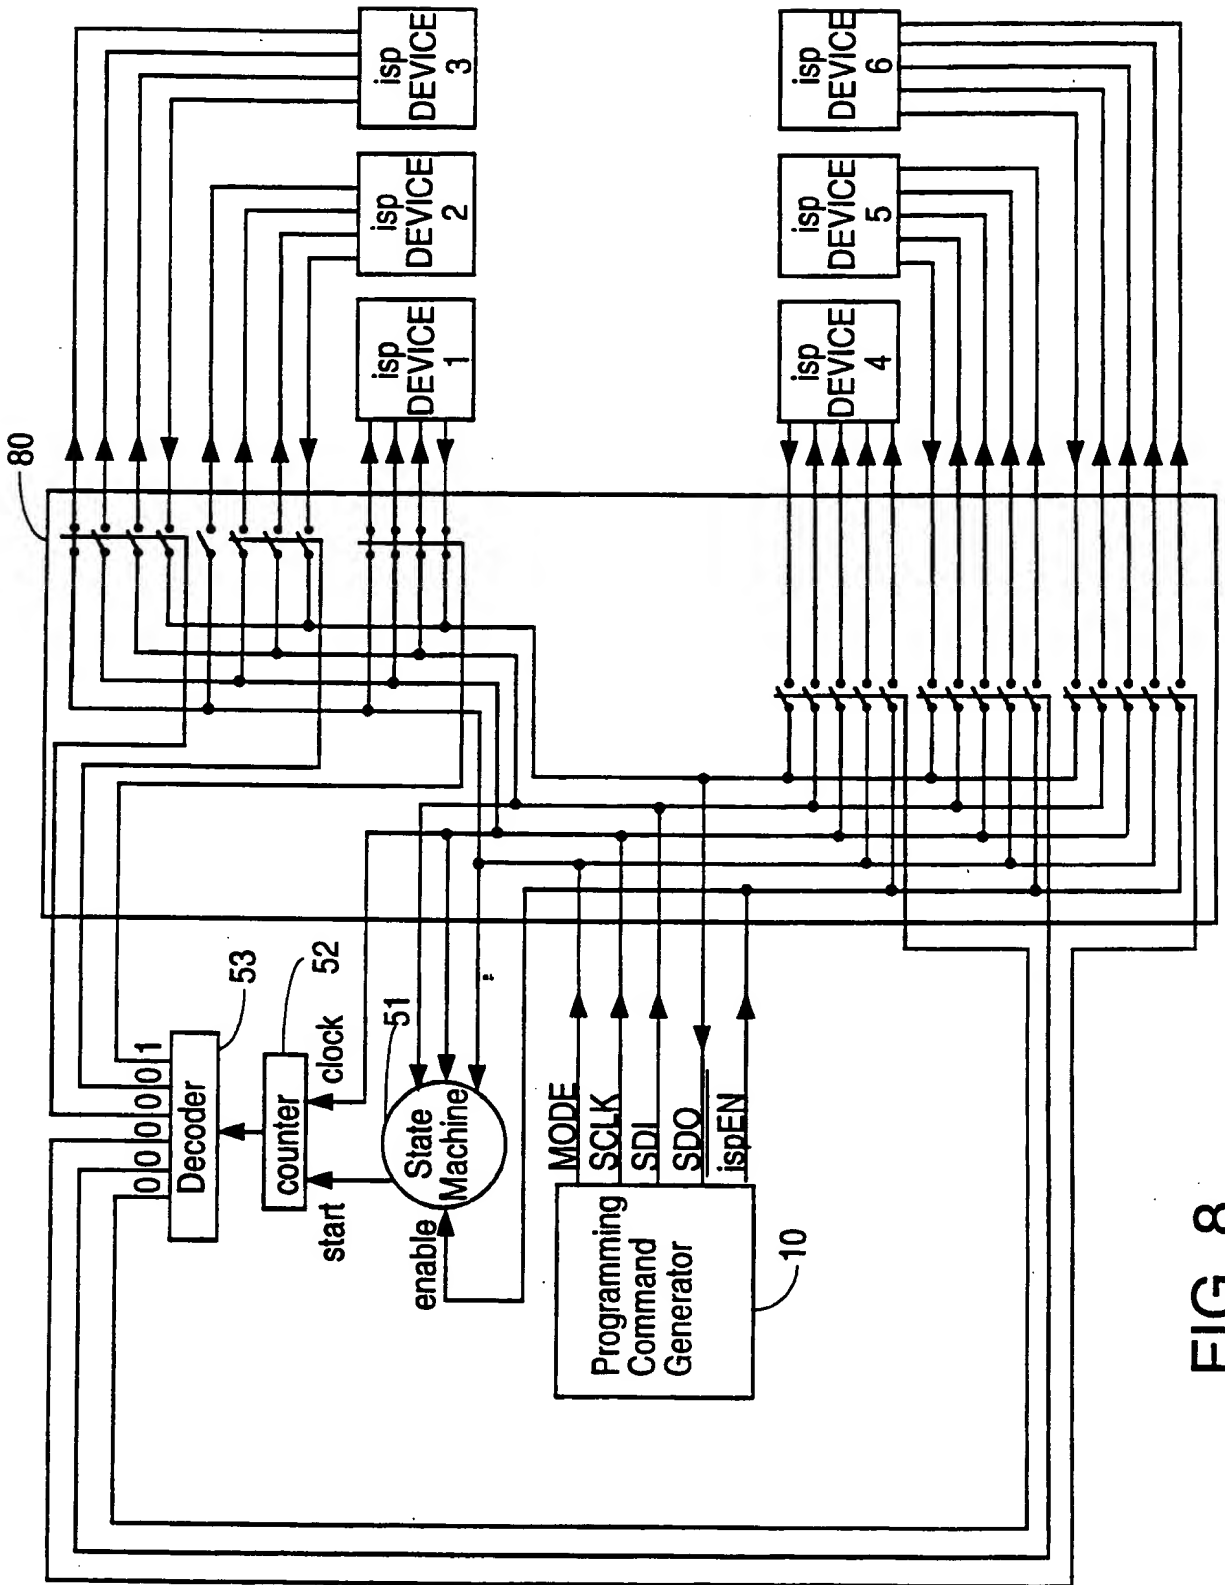 80
isp
DEVICE
3
isp
DEVICE
2
isp
DEVICE
1
isp
DEVICE
6
isp
DEVICE
5
isp
DEVICE
4
0 0 0 0 0 1
Decoder
53
counter
52
start
clock
State
Machine
51
enable
MODE
SCLK
SDI
SDO
ispEN
Programming
Command
Generator
10
FIG. 8